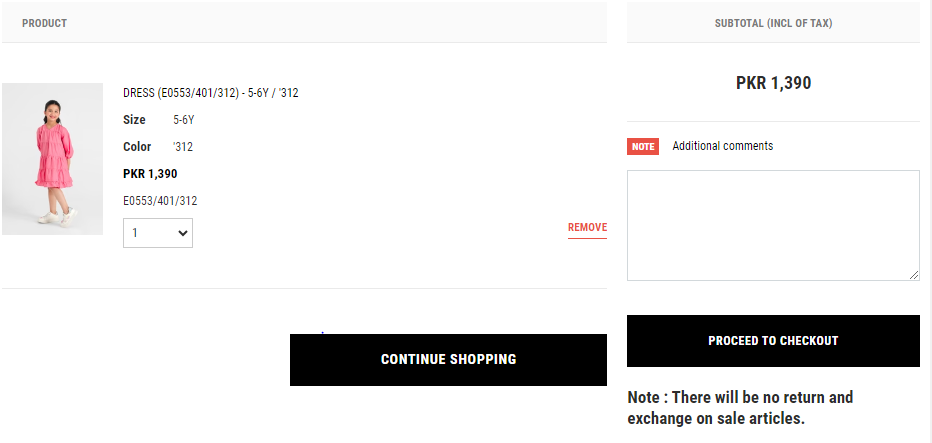 PRODUCT
DRESS (E0553/401/312) - 5-6Y / '312
Size 5-6Y
Color '312
PKR 1,390
E0553/401/312
1
REMOVE
CONTINUE SHOPPING
SUBTOTAL (INCL OF TAX)
PKR 1,390
NOTE Additional comments
PROCEED TO CHECKOUT
Note : There will be no return and
exchange on sale articles.